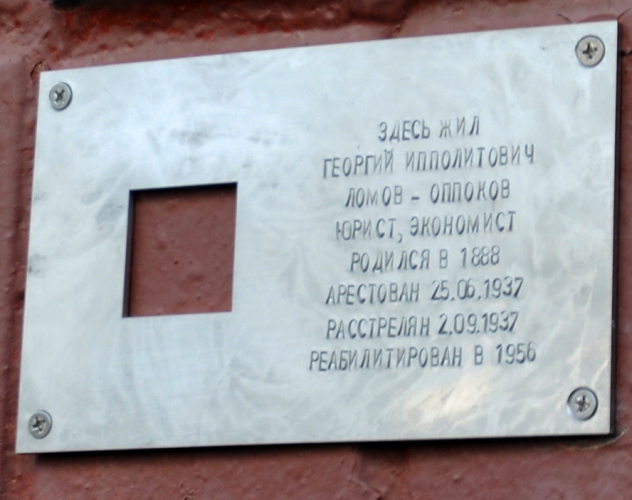 ЗДЕСЬ ЖИЛ
ГЕОРГИЙ ИППОЛИТОВИЧ
ЛОМОВ - ОППОКОВ
ЮРИСТ, ЭКОНОМИСТ
РОДИЛСЯ В 1888
АРЕСТОВАН 25.06.1937
РАССТРЕЛЯН 2.09.1937
РЕАБИЛИТИРОВАН В 1956